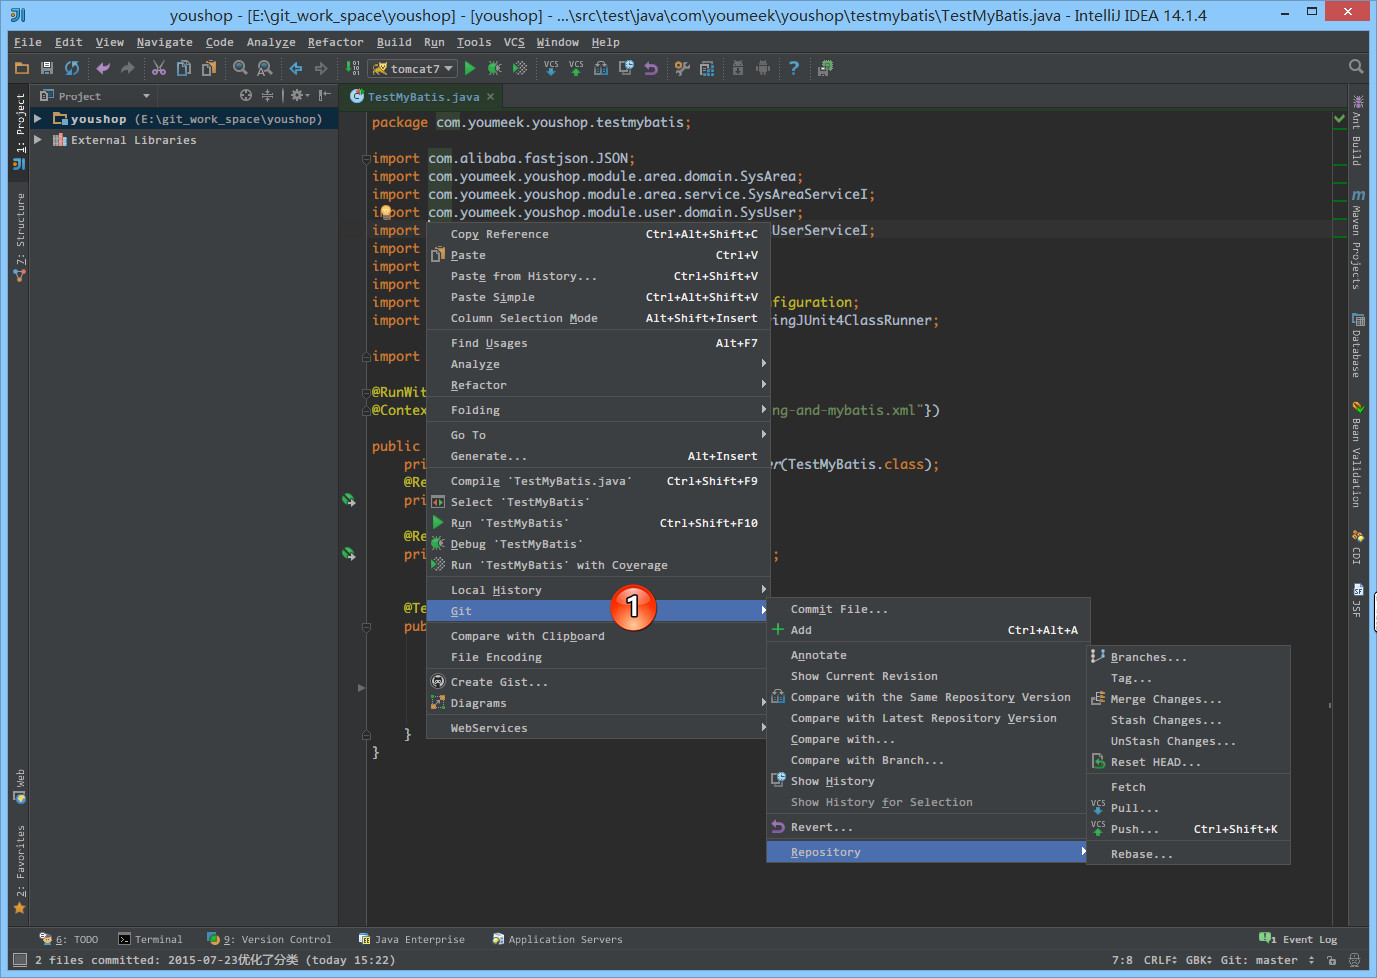 youshop - [E:\git_work_space\youshop] - [youshop] - ...\src\test\java\com\youmeek\youshop\testmybatis\TestMyBatis.java - IntelliJ IDEA 14.1.4
File Edit View Navigate Code Analyze Refactor Build Run Tools VCS Window Help
tomcat7
Project
TestMyBatis.java
youshop (E:\git_work_space\youshop)
External Libraries
1: Project
7: Structure
Web
2: Favorites
package com.youmeek.youshop.testmybatis;
import com.alibaba.fastjson.JSON;
import com.youmeek.youshop.module.area.domain.SysArea;
import com.youmeek.youshop.module.area.service.SysAreaServiceI;
import com.youmeek.youshop.module.user.domain.SysUser;
import UserServiceI;
import
import
import
import figuration;
import ingJUnit4ClassRunner;
import
@RunWit
@Contex ng-and-mybatis.xml"})
public
pri r(TestMyBatis.class);
@Re
pri
@Re
pri ;
@Te
pub
}
}
Copy Reference Ctrl+Alt+Shift+C
Paste Ctrl+V
Paste from History... Ctrl+Shift+V
Paste Simple Ctrl+Alt+Shift+V
Column Selection Mode Alt+Shift+Insert
Find Usages Alt+F7
Analyze
Refactor
Folding
Go To
Generate... Alt+Insert
Compile 'TestMyBatis.java' Ctrl+Shift+F9
Select 'TestMyBatis'
Run 'TestMyBatis' Ctrl+Shift+F10
Debug 'TestMyBatis'
Run 'TestMyBatis' with Coverage
Local History
Git
1
Compare with Clipboard
File Encoding
Create Gist...
Diagrams
WebServices
Commit File...
Add Ctrl+Alt+A
Annotate
Show Current Revision
Compare with the Same Repository Version
Compare with Latest Repository Version
Compare with...
Compare with Branch...
Show History
Show History for Selection
Revert...
Repository
Branches...
Tag...
Merge Changes...
Stash Changes...
UnStash Changes...
Reset HEAD...
Fetch
VCS Pull...
VCS Push... Ctrl+Shift+K
Rebase...
Ant Build
Maven Projects
Database
Bean Validation
CDI
JSF
6: TODO Terminal 9: Version Control Java Enterprise Application Servers 1 Event Log
2 files committed: 2015-07-23优化了分类 (today 15:22) 7:8 CRLF GBK Git: master